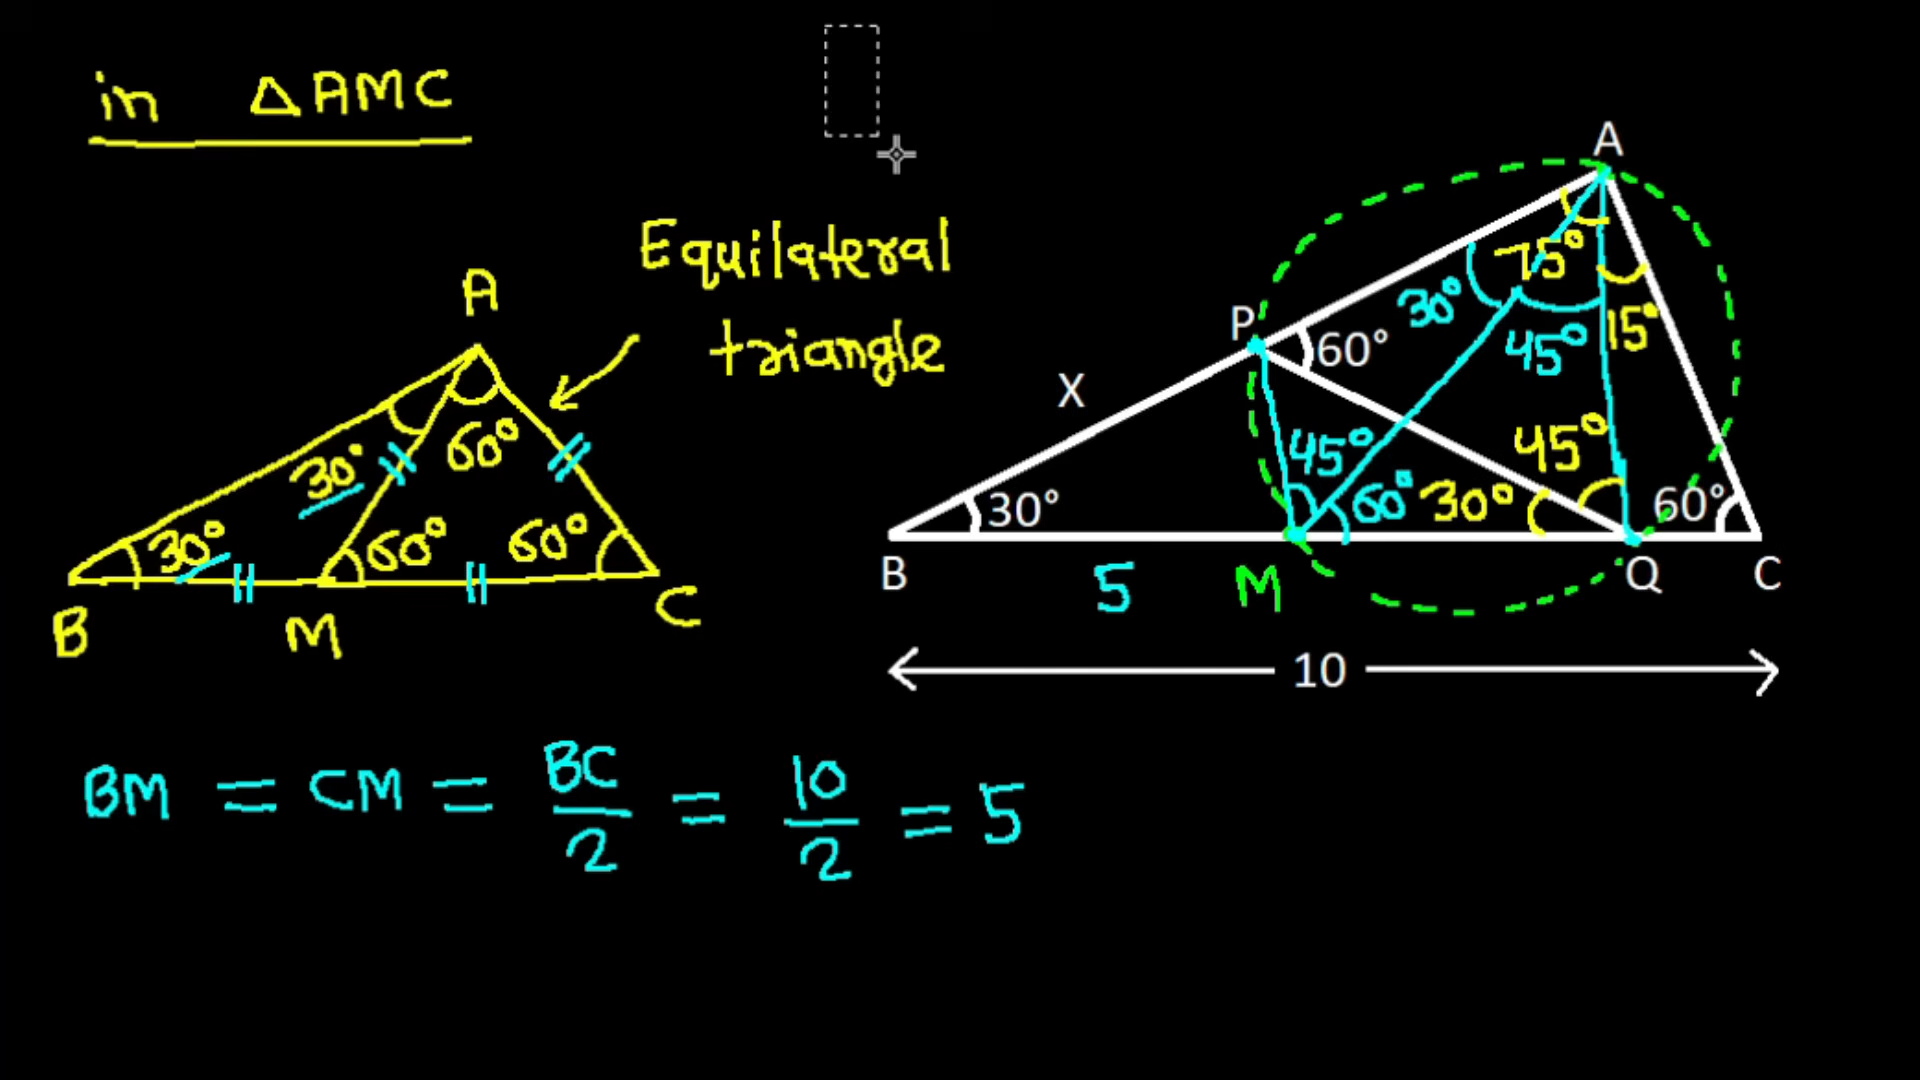 in △AMC
Equilateral
triangle
A
30°
60°
30°
60°
60°
B
M
C
A
75°
30°
45°
15°
P
60°
X
45°
45°
30°
60°
30°
60°
B
5
M
Q
C
10
BM = CM = BC/2 = 10/2 = 5